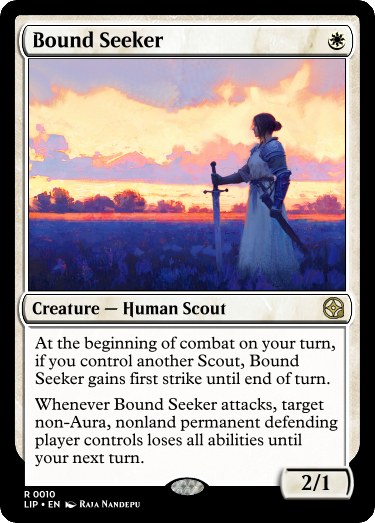 Bound Seeker
Creature — Human Scout
At the beginning of combat on your turn,
if you control another Scout, Bound
Seeker gains first strike until end of turn.
Whenever Bound Seeker attacks, target
non-Aura, nonland permanent defending
player controls loses all abilities until
your next turn.
2/1
R 0010
LIP • EN Raja Nandepu